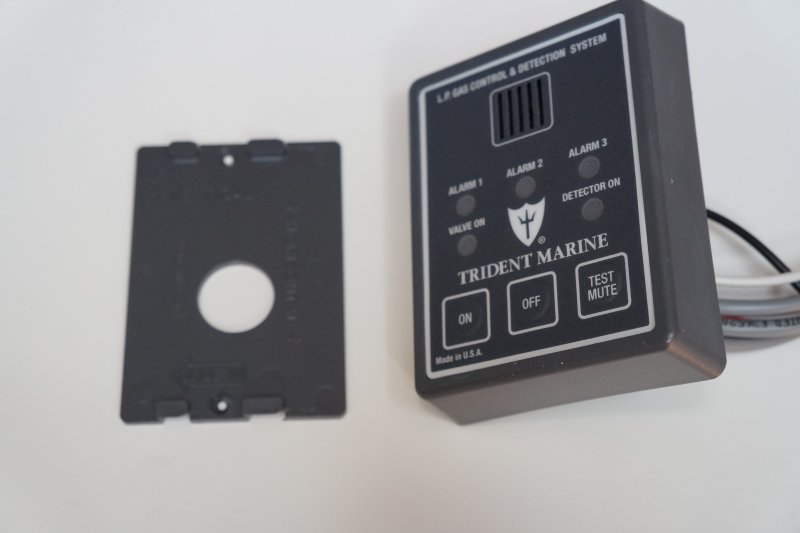 L.P. GAS CONTROL & DETECTION SYSTEM
ALARM 1
ALARM 2
ALARM 3
VALVE ON
DETECTOR ON
®
TRIDENT MARINE
ON
OFF
TEST
MUTE
Made in U.S.A.